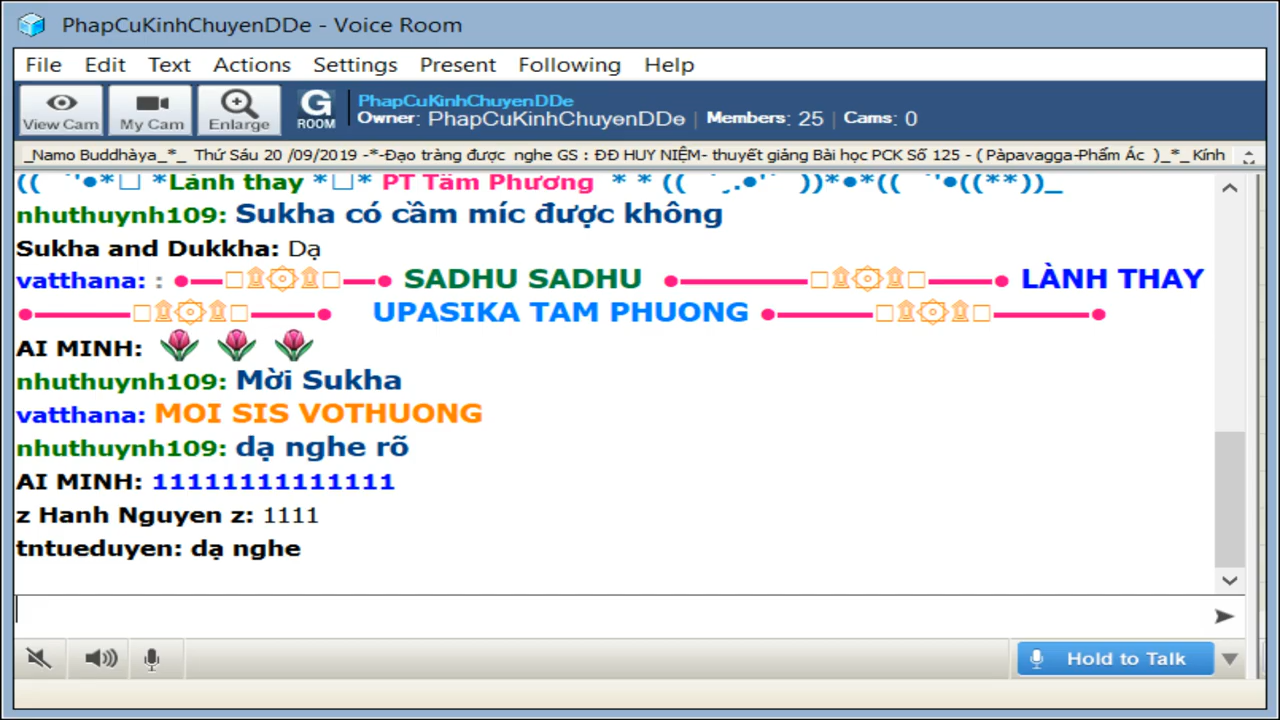 PhapCuKinhChuyenDDe - Voice Room
File Edit Text Actions Settings Present Following Help
View Cam My Cam Enlarge G ROOM
PhapCuKinhChuyenDDe
Owner: PhapCuKinhChuyenDDe | Members: 25 | Cams: 0
_Namo Buddhàya_*_ Thứ Sáu 20 /09/2019 -*-Đạo tràng được nghe GS : ĐĐ HUY NIỆM- thuyết giảng Bài học PCK Số 125 - ( Pàpavagga-Phẩm Ác )_*_ Kính
*Lành thay *□* PT Tâm Phương * *
nhuthuynh109: Sukha có cầm míc được không
Sukha and Dukkha: Dạ
vatthana: : SADHU SADHU LÀNH THAY
UPASIKA TAM PHUONG
AI MINH:
nhuthuynh109: Mời Sukha
vatthana: MOI SIS VOTHUONG
nhuthuynh109: dạ nghe rõ
AI MINH: 11111111111111
z Hanh Nguyen z: 1111
tntueduyen: dạ nghe
Hold to Talk